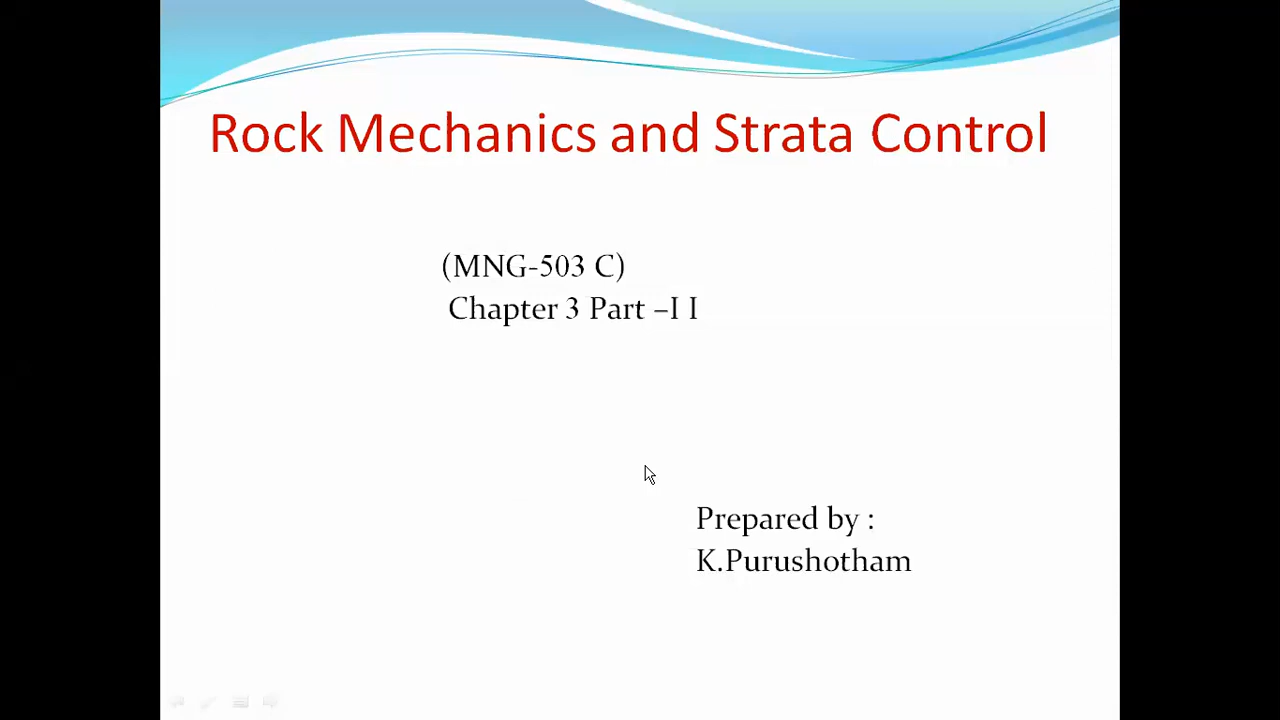 Rock Mechanics and Strata Control
(MNG-503 C)
Chapter 3 Part –I I
Prepared by :
K.Purushotham